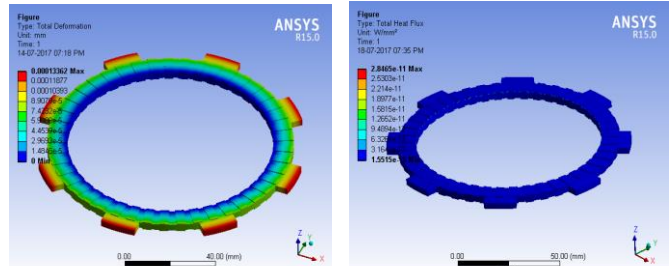 Figure
Type: Total Deformation
Unit: mm
Time: 1
14-07-2017 07:18 PM
ANSYS
R15.0
0.00013362 Max
0.00011877
0.00010393
0 Min
0.00
40.00 (mm)
Z
Y
X
Figure
Type: Total Heat Flux
Unit: W/mm²
Time: 1
18-07-2017 07:35 PM
ANSYS
R15.0
2.8465e-11 Max
2.5303e-11
2.214e-11
1.8977e-11
1.5815e-11
1.2652e-11
0.00
50.00 (mm)
Z
Y
X